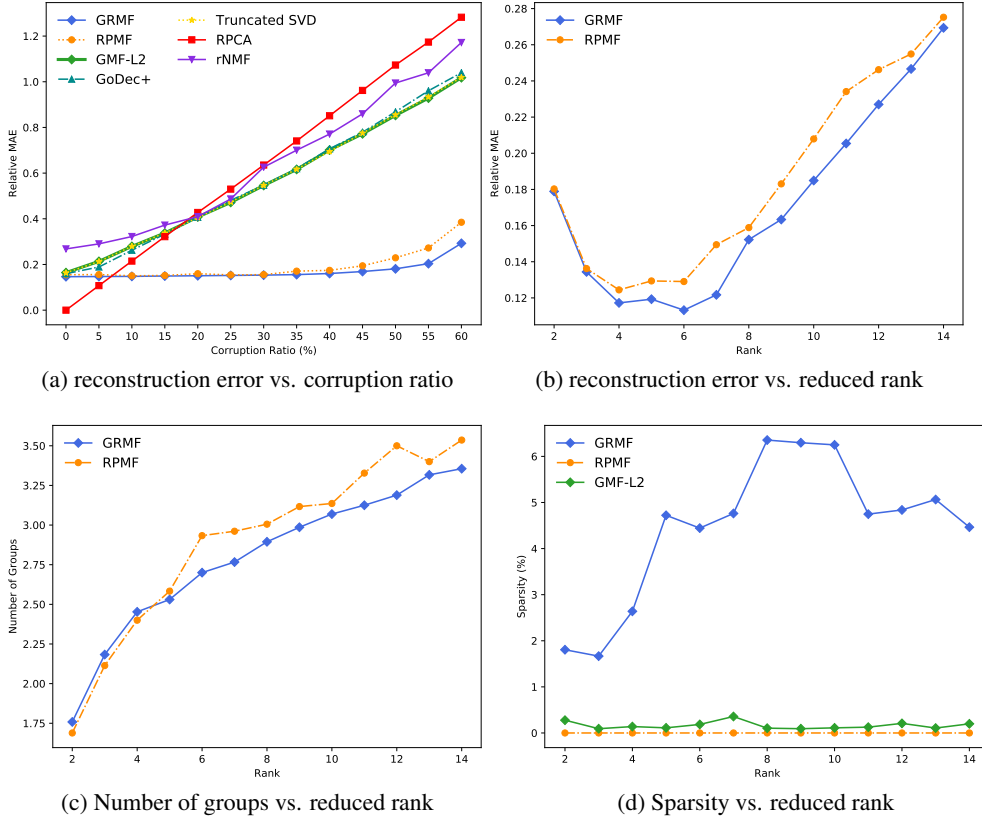 GRMF
RPMF
GMF-L2
GoDec+
Truncated SVD
RPCA
rNMF
1.2
1.0
0.8
0.6
0.4
0.2
0.0
Relative MAE
0 5 10 15 20 25 30 35 40 45 50 55 60
Corruption Ratio (%)
(a) reconstruction error vs. corruption ratio
GRMF
RPMF
0.28
0.26
0.24
0.22
0.20
0.18
0.16
0.14
0.12
Relative MAE
2 4 6 8 10 12 14
Rank
(b) reconstruction error vs. reduced rank
GRMF
RPMF
3.50
3.25
3.00
2.75
2.50
2.25
2.00
1.75
Number of Groups
2 4 6 8 10 12 14
Rank
(c) Number of groups vs. reduced rank
GRMF
RPMF
GMF-L2
6
5
4
3
2
1
0
Sparsity (%)
2 4 6 8 10 12 14
Rank
(d) Sparsity vs. reduced rank